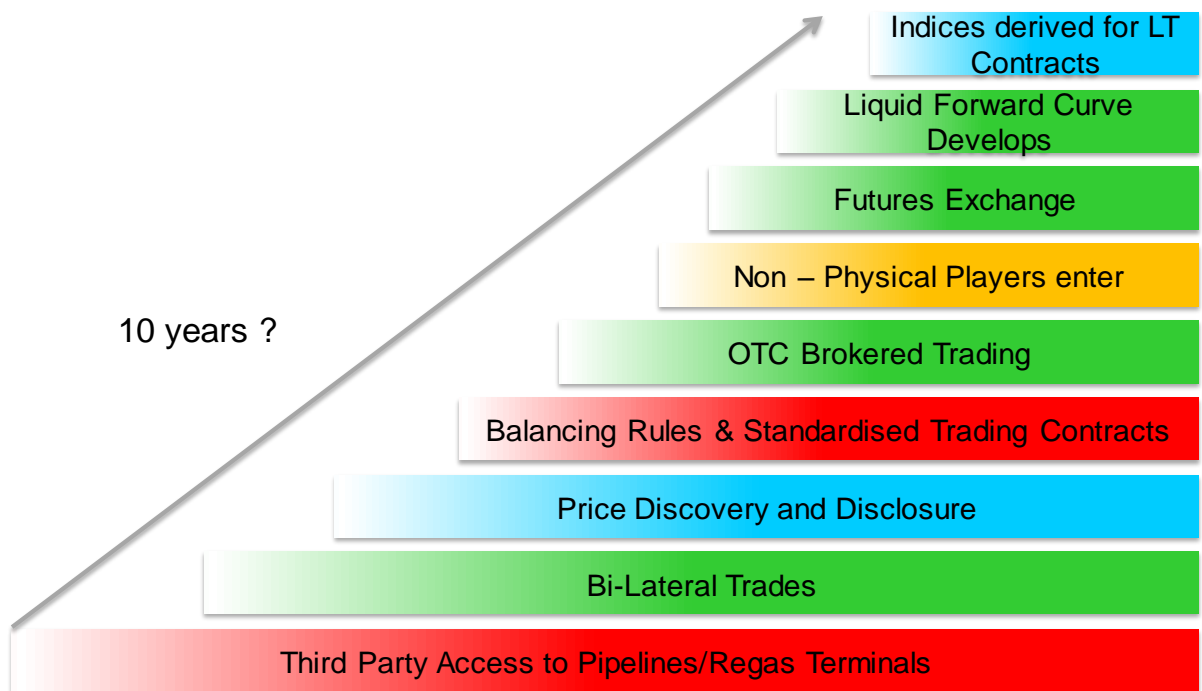 Indices derived for LT
Contracts
Liquid Forward Curve
Develops
Futures Exchange
Non – Physical Players enter
10 years ?
OTC Brokered Trading
Balancing Rules & Standardised Trading Contracts
Price Discovery and Disclosure
Bi-Lateral Trades
Third Party Access to Pipelines/Regas Terminals